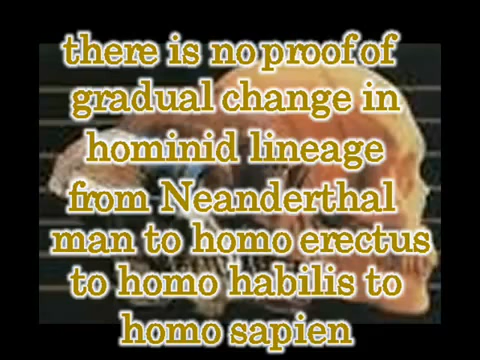 there is no proof of
gradual change in
hominid lineage
from Neanderthal
man to homo erectus
to homo habilis to
homo sapien